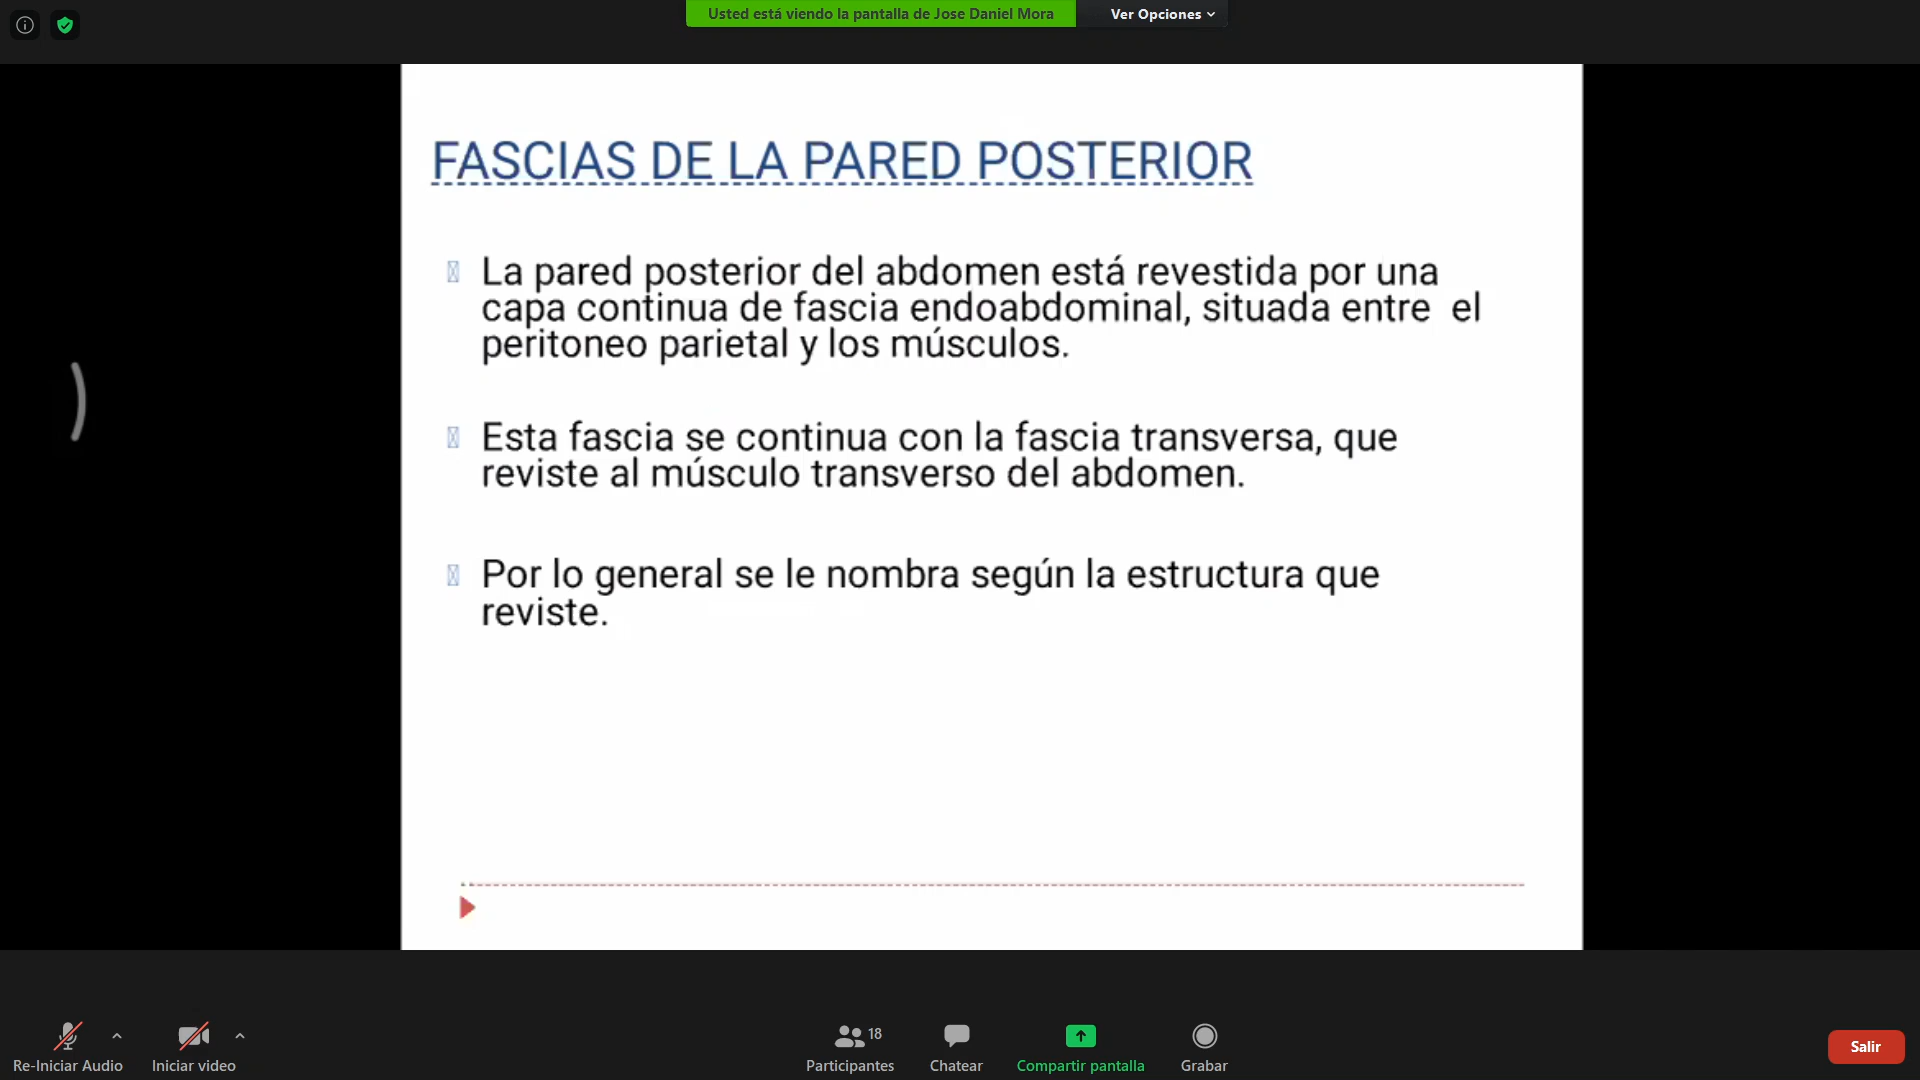 Usted está viendo la pantalla de Jose Daniel Mora
Ver Opciones
FASCIAS DE LA PARED POSTERIOR
La pared posterior del abdomen está revestida por una
capa continua de fascia endoabdominal, situada entre el
peritoneo parietal y los músculos.
Esta fascia se continua con la fascia transversa, que
reviste al músculo transverso del abdomen.
Por lo general se le nombra según la estructura que
reviste.
Re-Iniciar Audio
Iniciar video
18
Participantes
Chatear
Compartir pantalla
Grabar
Salir